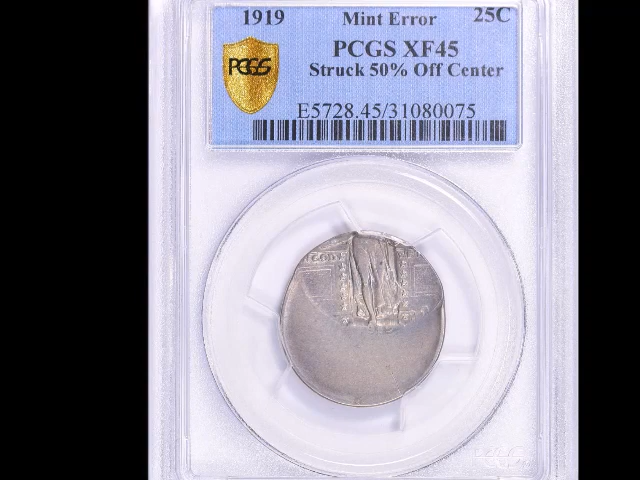 1919 Mint Error 25C
PCGS XF45
Struck 50% Off Center
PCGS
E5728.45/31080075
GOD